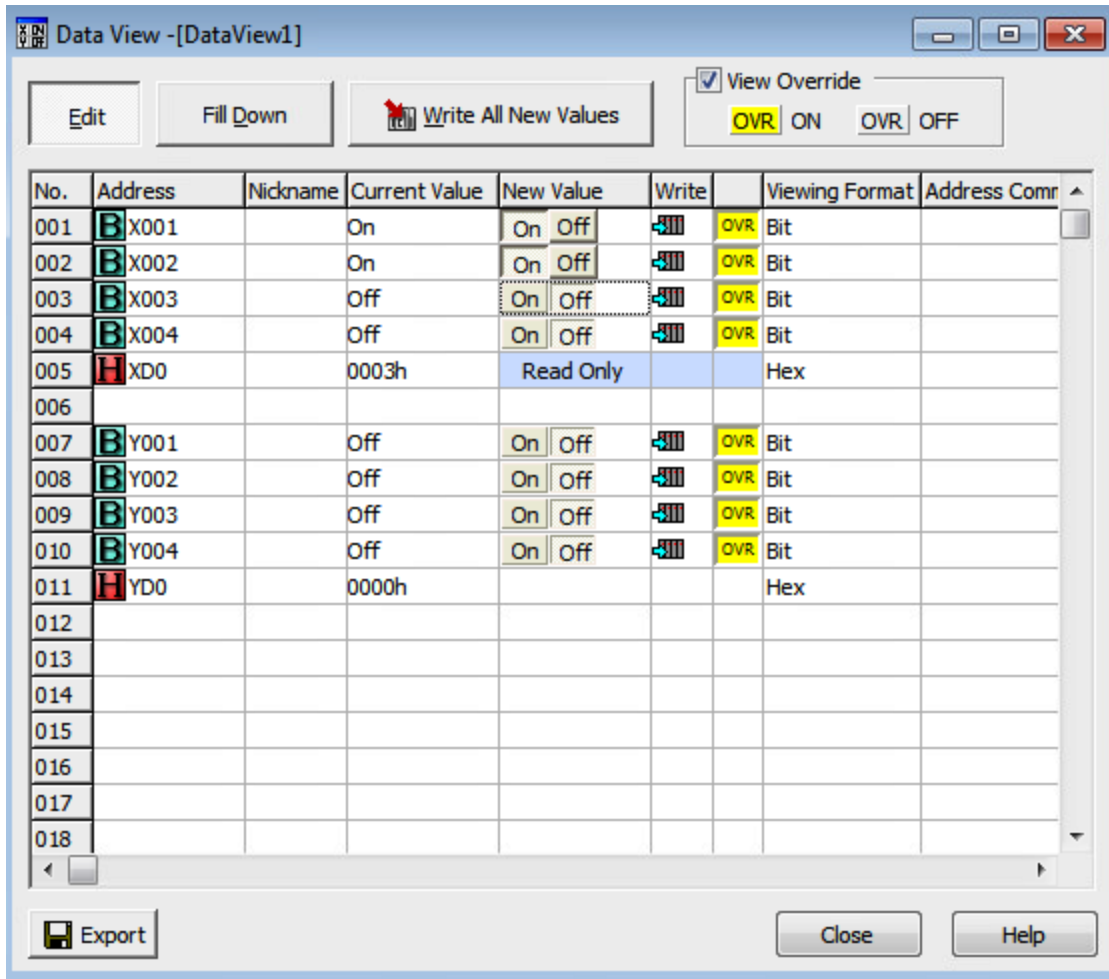 Data View -[DataView1]
Edit Fill Down Write All New Values View Override
OVR ON OVR OFF
No. Address Nickname Current Value New Value Write Viewing Format Address Comm
001 B X001 On On Off OVR Bit
002 B X002 On On Off OVR Bit
003 B X003 Off On Off OVR Bit
004 B X004 Off On Off OVR Bit
005 H XD0 0003h Read Only Hex
006
007 B Y001 Off On Off OVR Bit
008 B Y002 Off On Off OVR Bit
009 B Y003 Off On Off OVR Bit
010 B Y004 Off On Off OVR Bit
011 H YD0 0000h Hex
012
013
014
015
016
017
018
Export Close Help